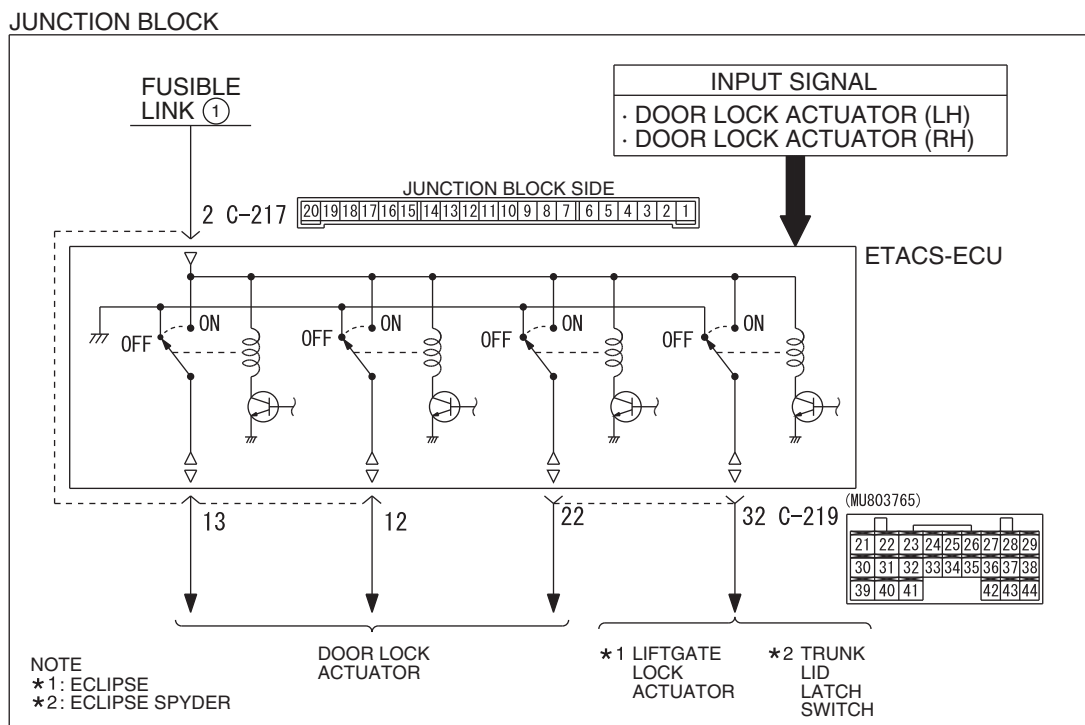 JUNCTION BLOCK
FUSIBLE
LINK ①
INPUT SIGNAL
· DOOR LOCK ACTUATOR (LH)
· DOOR LOCK ACTUATOR (RH)
JUNCTION BLOCK SIDE
2 C-217
20 19 18 17 16 15 14 13 12 11 10 9 8 7 6 5 4 3 2 1
ETACS-ECU
OFF ON OFF ON OFF ON OFF ON
13 12 22 32 C-219
(MU803765)
21 22 23 24 25 26 27 28 29
30 31 32 33 34 35 36 37 38
39 40 41 42 43 44
DOOR LOCK
ACTUATOR
*1 LIFTGATE
LOCK
ACTUATOR
*2 TRUNK
LID
LATCH
SWITCH
NOTE
*1: ECLIPSE
*2: ECLIPSE SPYDER